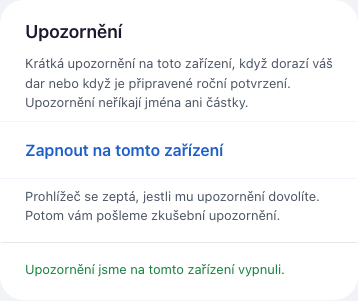 Upozornění
Krátká upozornění na toto zařízení, když dorazí váš
dar nebo když je připravené roční potvrzení.
Upozornění neříkají jména ani částky.
Zapnout na tomto zařízení
Prohlížeč se zeptá, jestli mu upozornění dovolíte.
Potom vám pošleme zkušební upozornění.
Upozornění jsme na tomto zařízení vypnuli.